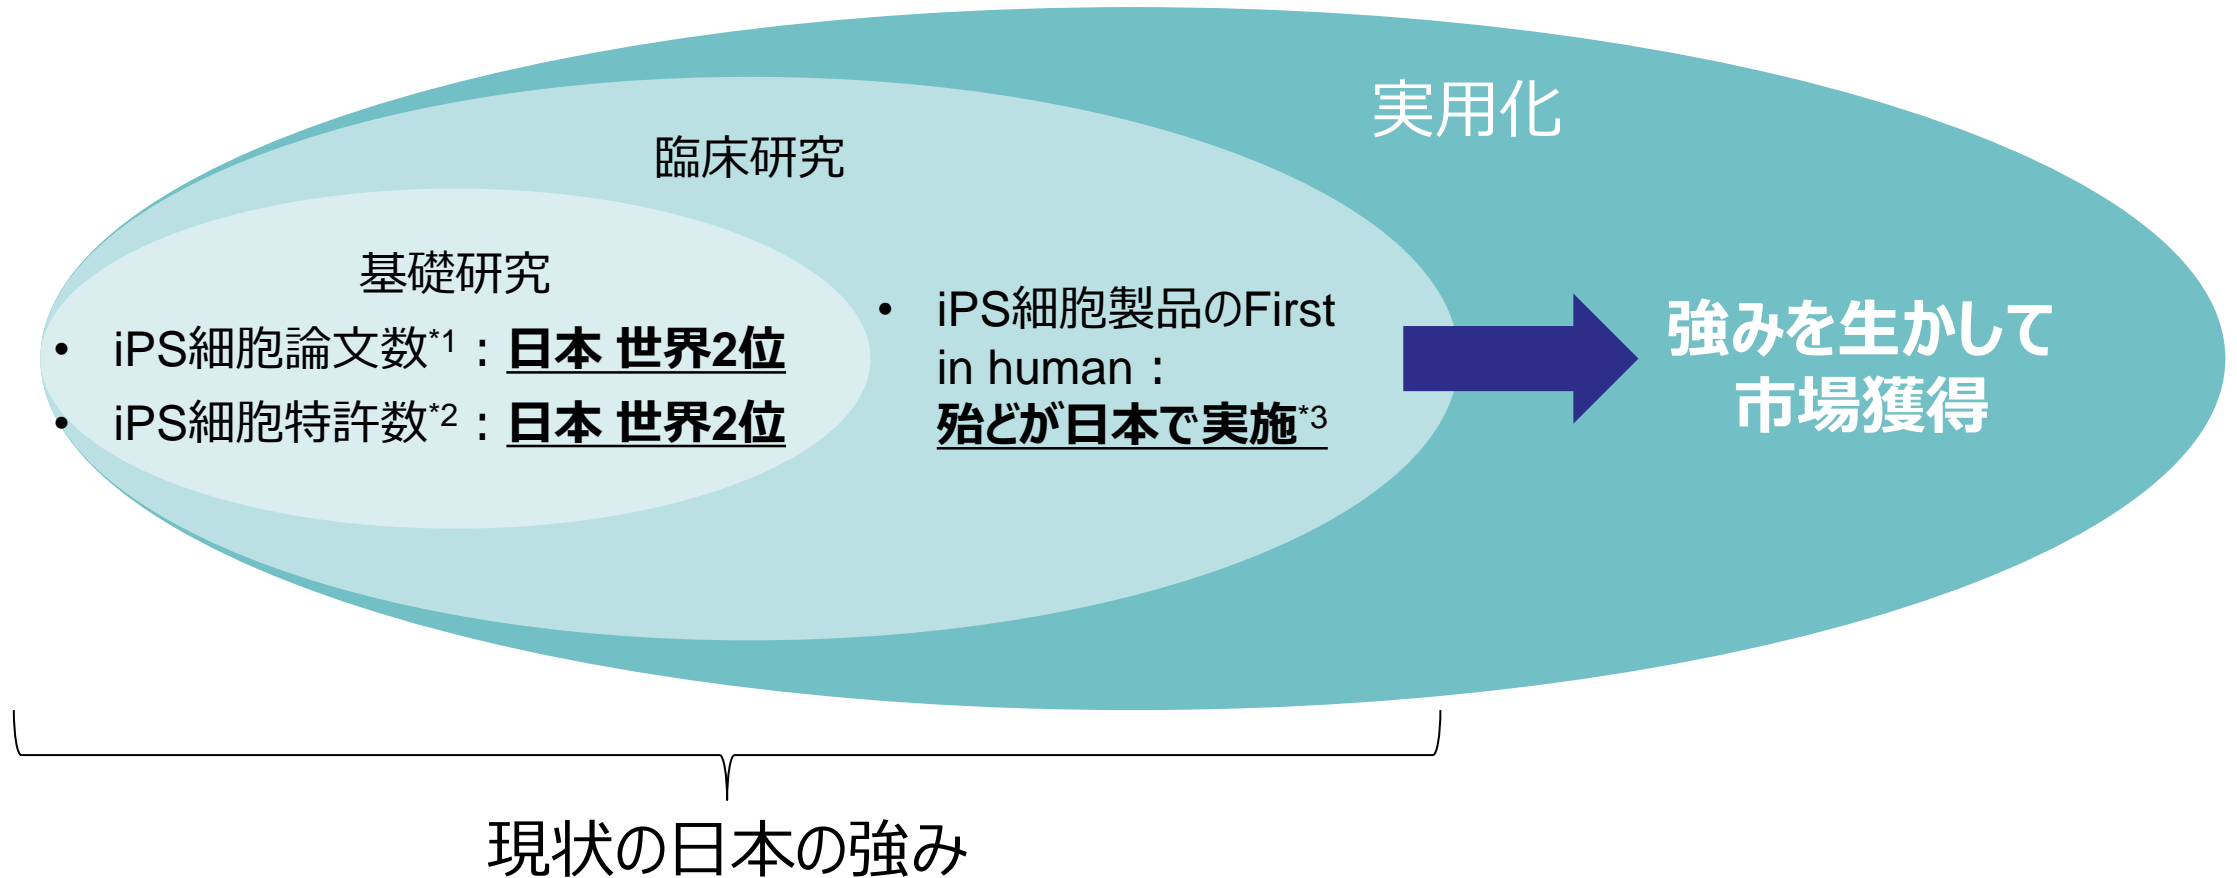 実用化
臨床研究
基礎研究
• iPS細胞論文数*1：日本 世界2位
• iPS細胞特許数*2：日本 世界2位
• iPS細胞製品のFirst
in human：
殆どが日本で実施*3
強みを生かして
市場獲得
現状の日本の強み